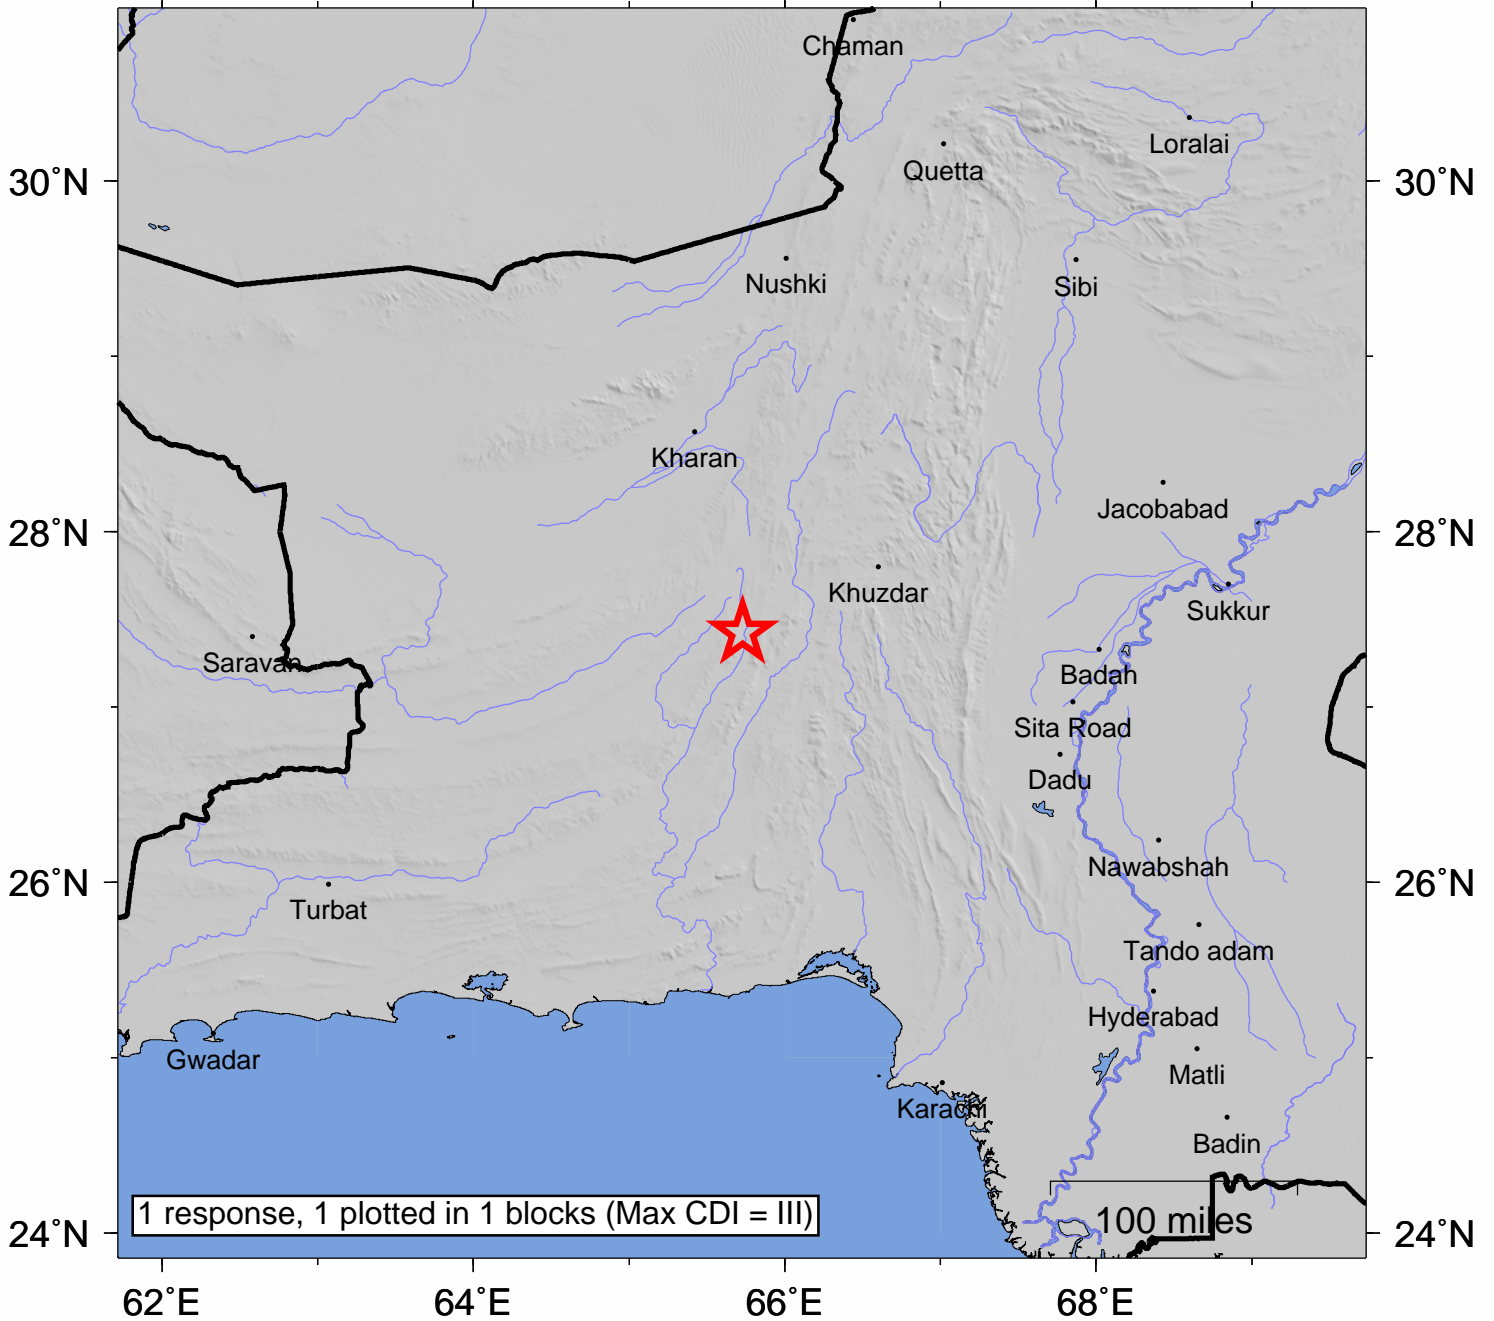 Chaman
Loralai
Quetta
30°N
30°N
Nushki
Sibi
Kharan
Jacobabad
28°N
28°N
Khuzdar
Sukkur
Saravan
Badah
Sita Road
Dadu
Nawabshah
26°N
26°N
Turbat
Tando adam
Hyderabad
Gwadar
Matli
Karachi
Badin
1 response, 1 plotted in 1 blocks (Max CDI = III)
100 miles
24°N
24°N
62°E
64°E
66°E
68°E